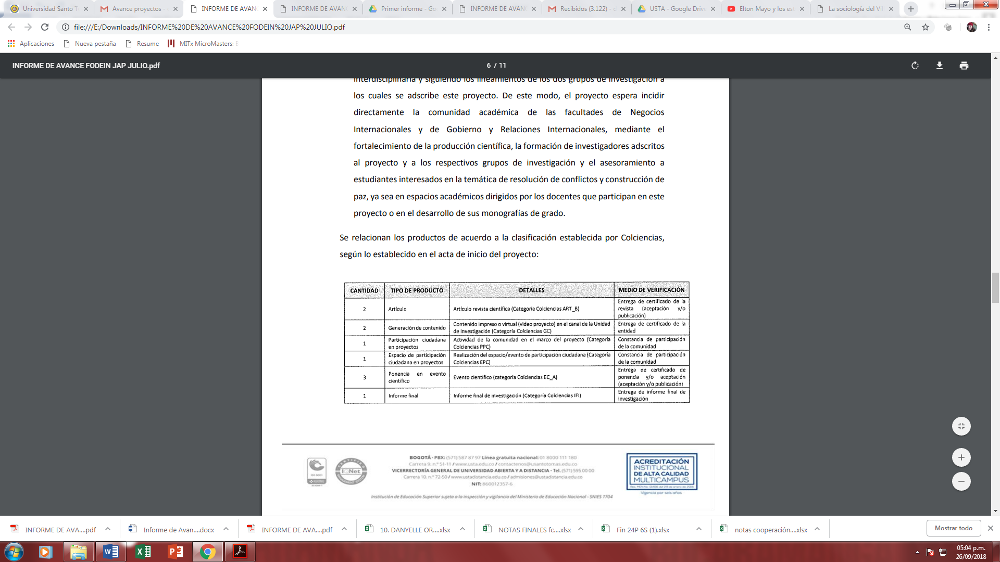 Universidad Santo T
Avance proyectos -
INFORME DE AVANC
INFORME DE AVANC
Primer informe - Go
INFORME DE AVANC
Recibidos (3.122) -
USTA - Google Drive
Elton Mayo y los est
La sociología del Vi
file:///E:/Downloads/INFORME%20DE%20AVANCE%20FODEIN%20JAP%20JULIO.pdf
Aplicaciones
Nueva pestaña
Resume
MITx MicroMasters:
INFORME DE AVANCE FODEIN JAP JULIO.pdf
6 / 11
interdisciplinaria y siguiendo los lineamientos de los dos grupos de investigación a
los cuales se adscribe este proyecto. De este modo, el proyecto espera incidir
directamente la comunidad académica de las facultades de Negocios
Internacionales y de Gobierno y Relaciones Internacionales, mediante el
fortalecimiento de la producción científica, la formación de investigadores adscritos
al proyecto y a los respectivos grupos de investigación y el asesoramiento a
estudiantes interesados en la temática de resolución de conflictos y construcción de
paz, ya sea en espacios académicos dirigidos por los docentes que participan en este
proyecto o en el desarrollo de sus monografías de grado.
Se relacionan los productos de acuerdo a la clasificación establecida por Colciencias,
según lo establecido en el acta de inicio del proyecto:
CANTIDAD TIPO DE PRODUCTO DETALLES MEDIO DE VERIFICACIÓN
2 Artículo Artículo revista científica (Categoría Colciencias ART_B) Entrega de certificado de la
revista (aceptación y/o
publicación)
2 Generación de contenido Contenido impreso o virtual (video proyecto) en el canal de la Unidad
de Investigación (Categoría Colciencias GC) Entrega de certificado de la
entidad
1 Participación ciudadana
en proyectos Actividad de la comunidad en el marco del proyecto (Categoría
Colciencias PPC) Constancia de participación
de la comunidad
1 Espacio de participación
ciudadana en proyectos Realización del espacio/evento de participación ciudadana (Categoría
Colciencias EPC) Constancia de participación
de la comunidad
3 Ponencia en evento
científico Evento científico (categoría Colciencias EC_A) Entrega de certificado de
ponencia y/o aceptación
(aceptación y/o publicación)
1 Informe final Informe final de investigación (Categoría Colciencias IFI) Entrega de informe final de
investigación
IQNet
BOGOTÁ - PBX: (571) 587 87 97 Línea gratuita nacional: 01 8000 111 180
Carrera 9. n.° 51-11 / www.usta.edu.co / contactenos@usantotomas.edu.co
VICERRECTORÍA GENERAL DE UNIVERSIDAD ABIERTA Y A DISTANCIA - Tel. (571) 595 00 00
Carrera 10. n.° 72-50 / www.ustadistancia.edu.co / admisiones@ustadistancia.edu.co
NIT: 860012357-6
Institución de Educación Superior sujeta a la inspección y vigilancia del Ministerio de Educación Nacional - SNIES 1704
ACREDITACIÓN
INSTITUCIONAL
DE ALTA CALIDAD
MULTICAMPUS
Vigencia por seis años
INFORME DE AVA....pdf
Informe de Avan....docx
INFORME DE AVA....pdf
10. DANYELLE OR....xlsx
NOTAS FINALES fc....xlsx
Fin 24P 6S (1).xlsx
notas cooperación....xlsx
Mostrar todo
05:04 p.m.
26/09/2018